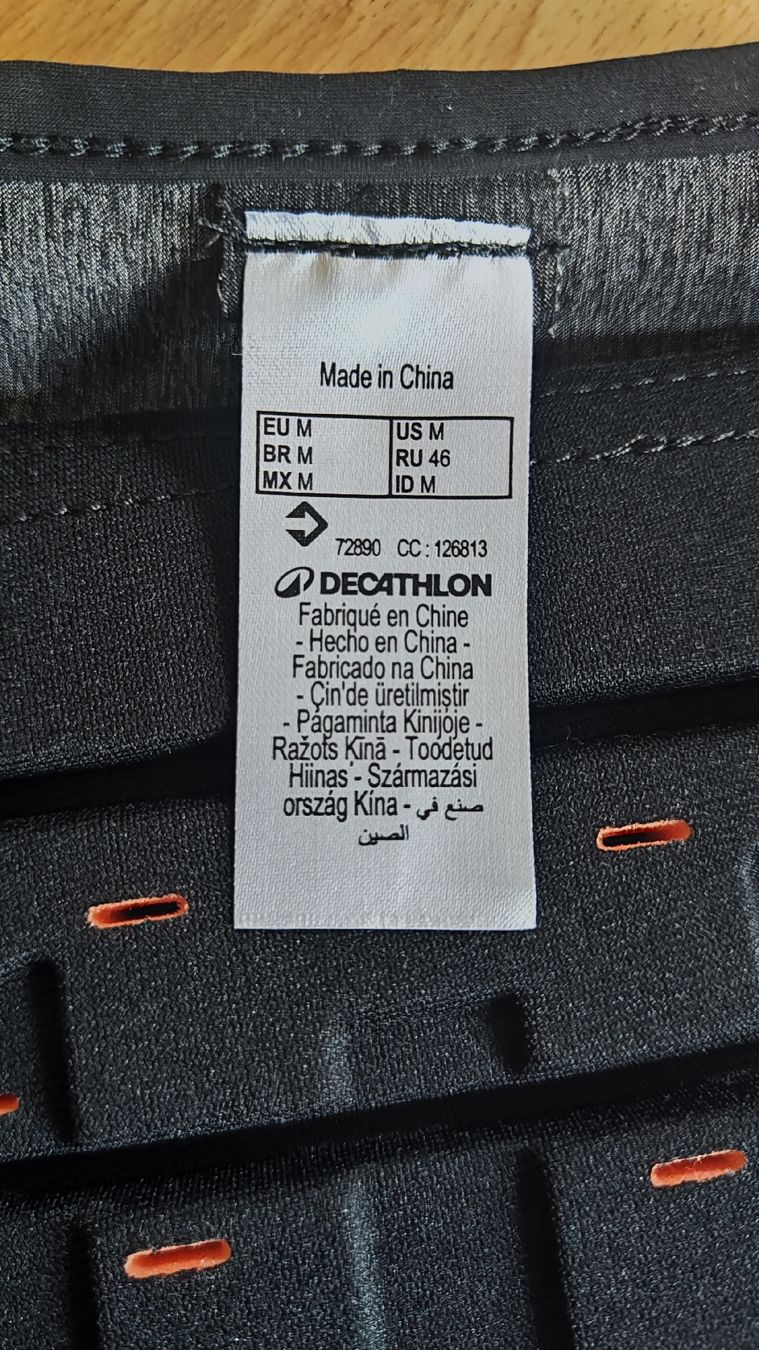 Made in China
EU M US M
BR M RU 46
MX M ID M
72890 CC : 126813
DECATHLON
Fabriqué en Chine
- Hecho en China -
Fabricado na China
- Çin'de üretilmiştir
- Pagaminta Kinijoje -
Ražots Ķīnā - Toodetud
Hiinas - Származási
ország Kína - صنع في
الصين